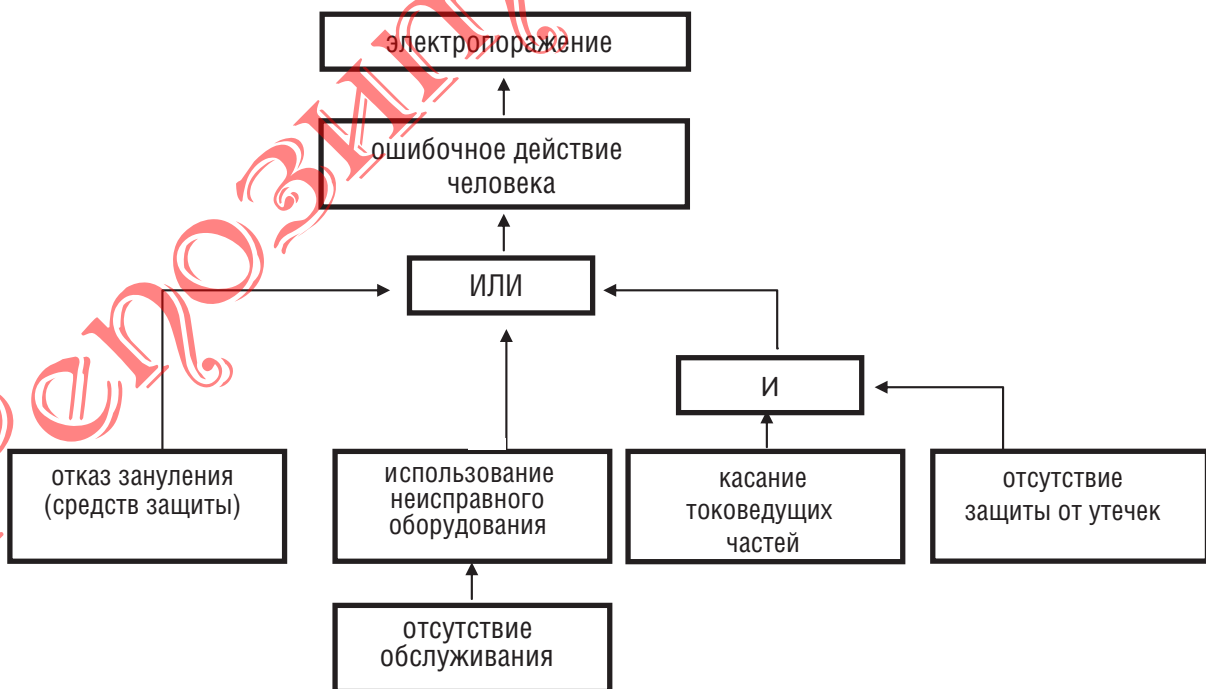 электропоражение
ошибочное действие
человека
ИЛИ
И
отказ зануления
(средств защиты)
использование
неисправного
оборудования
касание
токоведущих
частей
отсутствие
защиты от утечек
отсутствие
обслуживания